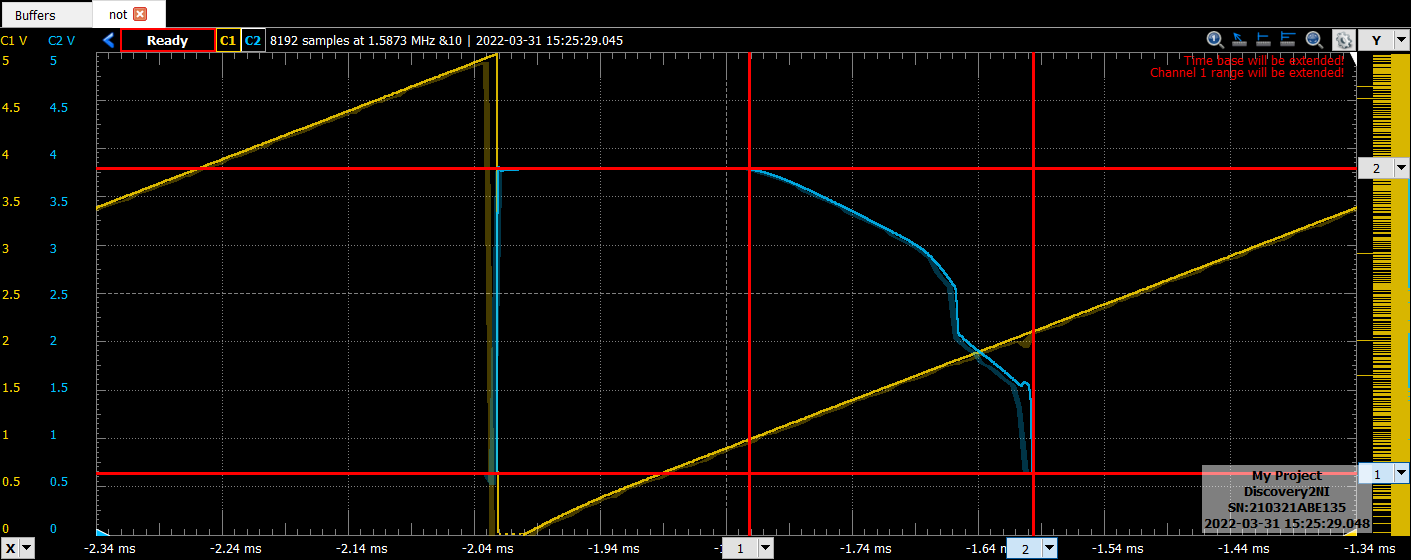 Buffers not
C1 V C2 V Ready C1 C2 8192 samples at 1.5873 MHz &10 | 2022-03-31 15:25:29.045 Y
5 5 Time base will be extended!
Channel 1 range will be extended!
4.5 4.5
4 4 2
3.5 3.5
3 3
2.5 2.5
2 2
1.5 1.5
1 1
0.5 0.5 1
My Project
Discovery2NI
SN:210321ABE135
2022-03-31 15:25:29.048
0 0
X -2.34 ms -2.24 ms -2.14 ms -2.04 ms -1.94 ms 1 -1.74 ms -1.64 2 -1.54 ms -1.44 ms -1.34 ms